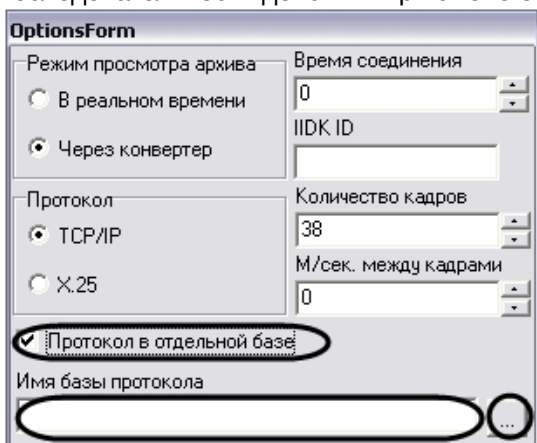 OptionsForm
Режим просмотра архива
В реальном времени
Через конвертер
Время соединения
0
IIDK ID
Протокол
TCP/IP
X.25
Количество кадров
38
М/сек. между кадрами
0
Протокол в отдельной базе
Имя базы протокола
...